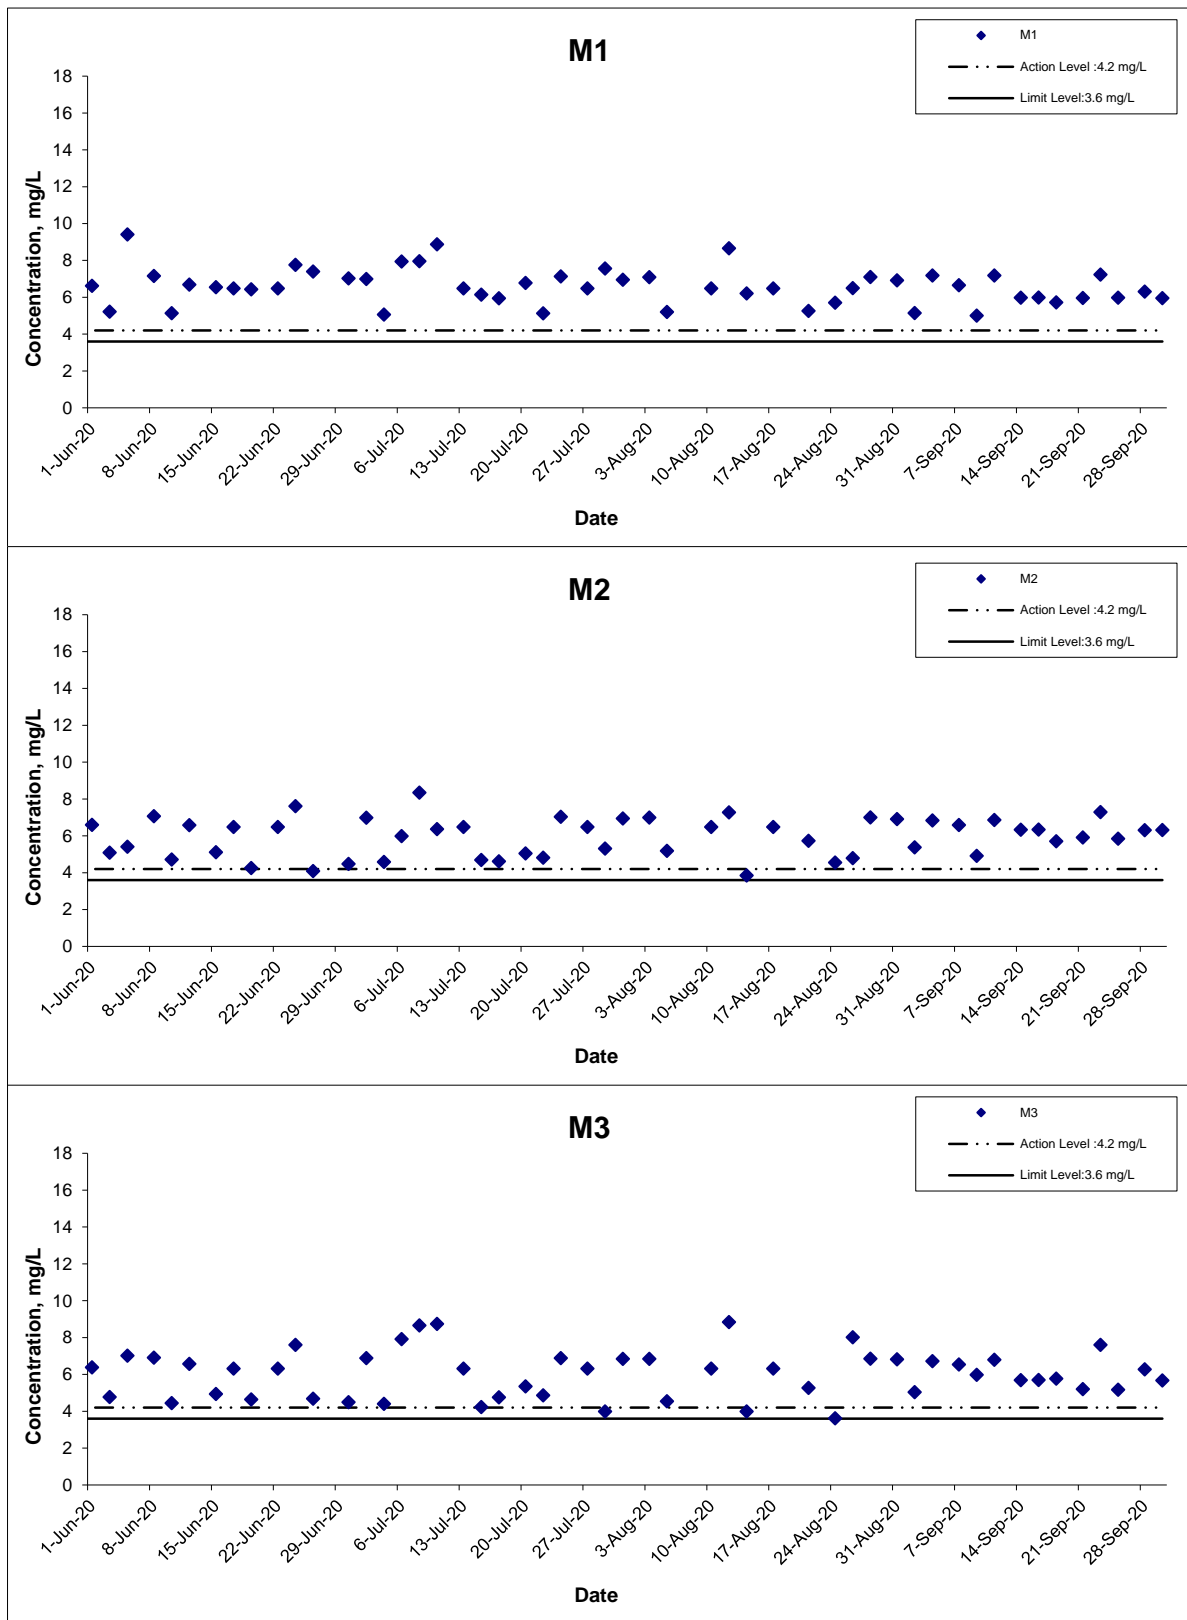 M1
M1
Action Level :4.2 mg/L
Limit Level:3.6 mg/L
Concentration, mg/L
18
16
14
12
10
8
6
4
2
0
1-Jun-20
8-Jun-20
15-Jun-20
22-Jun-20
29-Jun-20
6-Jul-20
13-Jul-20
20-Jul-20
27-Jul-20
3-Aug-20
10-Aug-20
17-Aug-20
24-Aug-20
31-Aug-20
7-Sep-20
14-Sep-20
21-Sep-20
28-Sep-20
Date
M2
M2
Action Level :4.2 mg/L
Limit Level:3.6 mg/L
Concentration, mg/L
18
16
14
12
10
8
6
4
2
0
1-Jun-20
8-Jun-20
15-Jun-20
22-Jun-20
29-Jun-20
6-Jul-20
13-Jul-20
20-Jul-20
27-Jul-20
3-Aug-20
10-Aug-20
17-Aug-20
24-Aug-20
31-Aug-20
7-Sep-20
14-Sep-20
21-Sep-20
28-Sep-20
Date
M3
M3
Action Level :4.2 mg/L
Limit Level:3.6 mg/L
Concentration, mg/L
18
16
14
12
10
8
6
4
2
0
1-Jun-20
8-Jun-20
15-Jun-20
22-Jun-20
29-Jun-20
6-Jul-20
13-Jul-20
20-Jul-20
27-Jul-20
3-Aug-20
10-Aug-20
17-Aug-20
24-Aug-20
31-Aug-20
7-Sep-20
14-Sep-20
21-Sep-20
28-Sep-20
Date